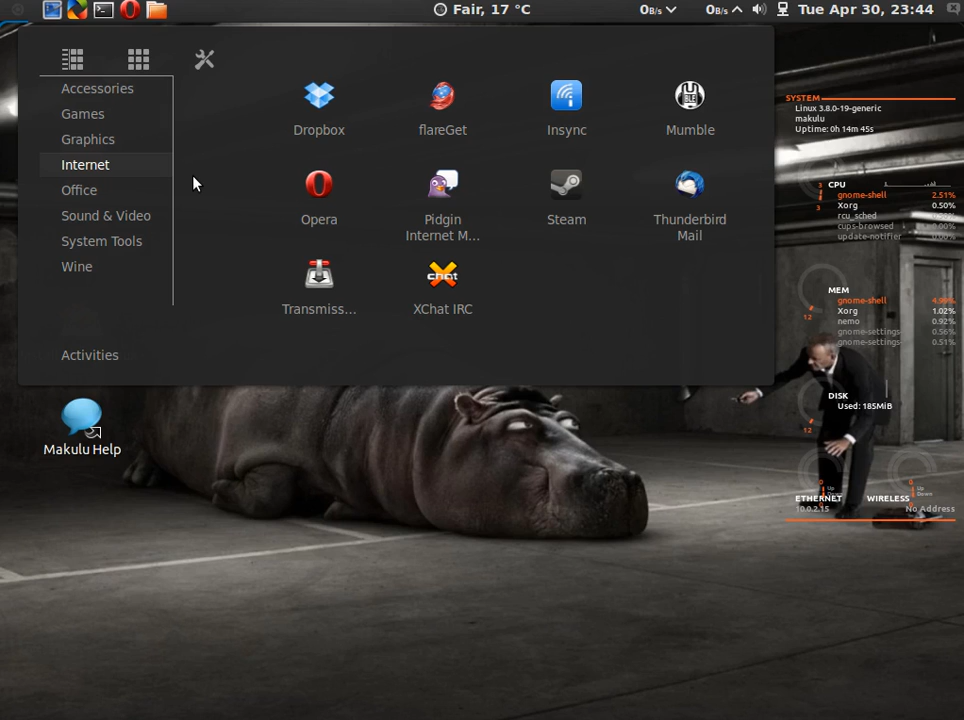 Fair, 17 °C
0B/s
0B/s
Tue Apr 30, 23:44
Accessories
Games
Graphics
Internet
Office
Sound & Video
System Tools
Wine
Activities
Dropbox
flareGet
Insync
Mumble
Opera
Pidgin
Internet M...
Steam
Thunderbird
Mail
Transmiss...
XChat IRC
Makulu Help
SYSTEM
Linux 3.8.0-19-generic
makulu
Uptime: 0h 14m 45s
CPU
gnome-shell 2.51%
Xorg 0.50%
rcu_sched
cups-browsed
update-notifier
MEM
gnome-shell
Xorg 1.02%
nemo 0.92%
gnome-settings- 0.56%
gnome-settings- 0.51%
DISK
Used: 185MiB
ETHERNET
10.0.2.15
Up
Down
WIRELESS
No Address
Up
Down